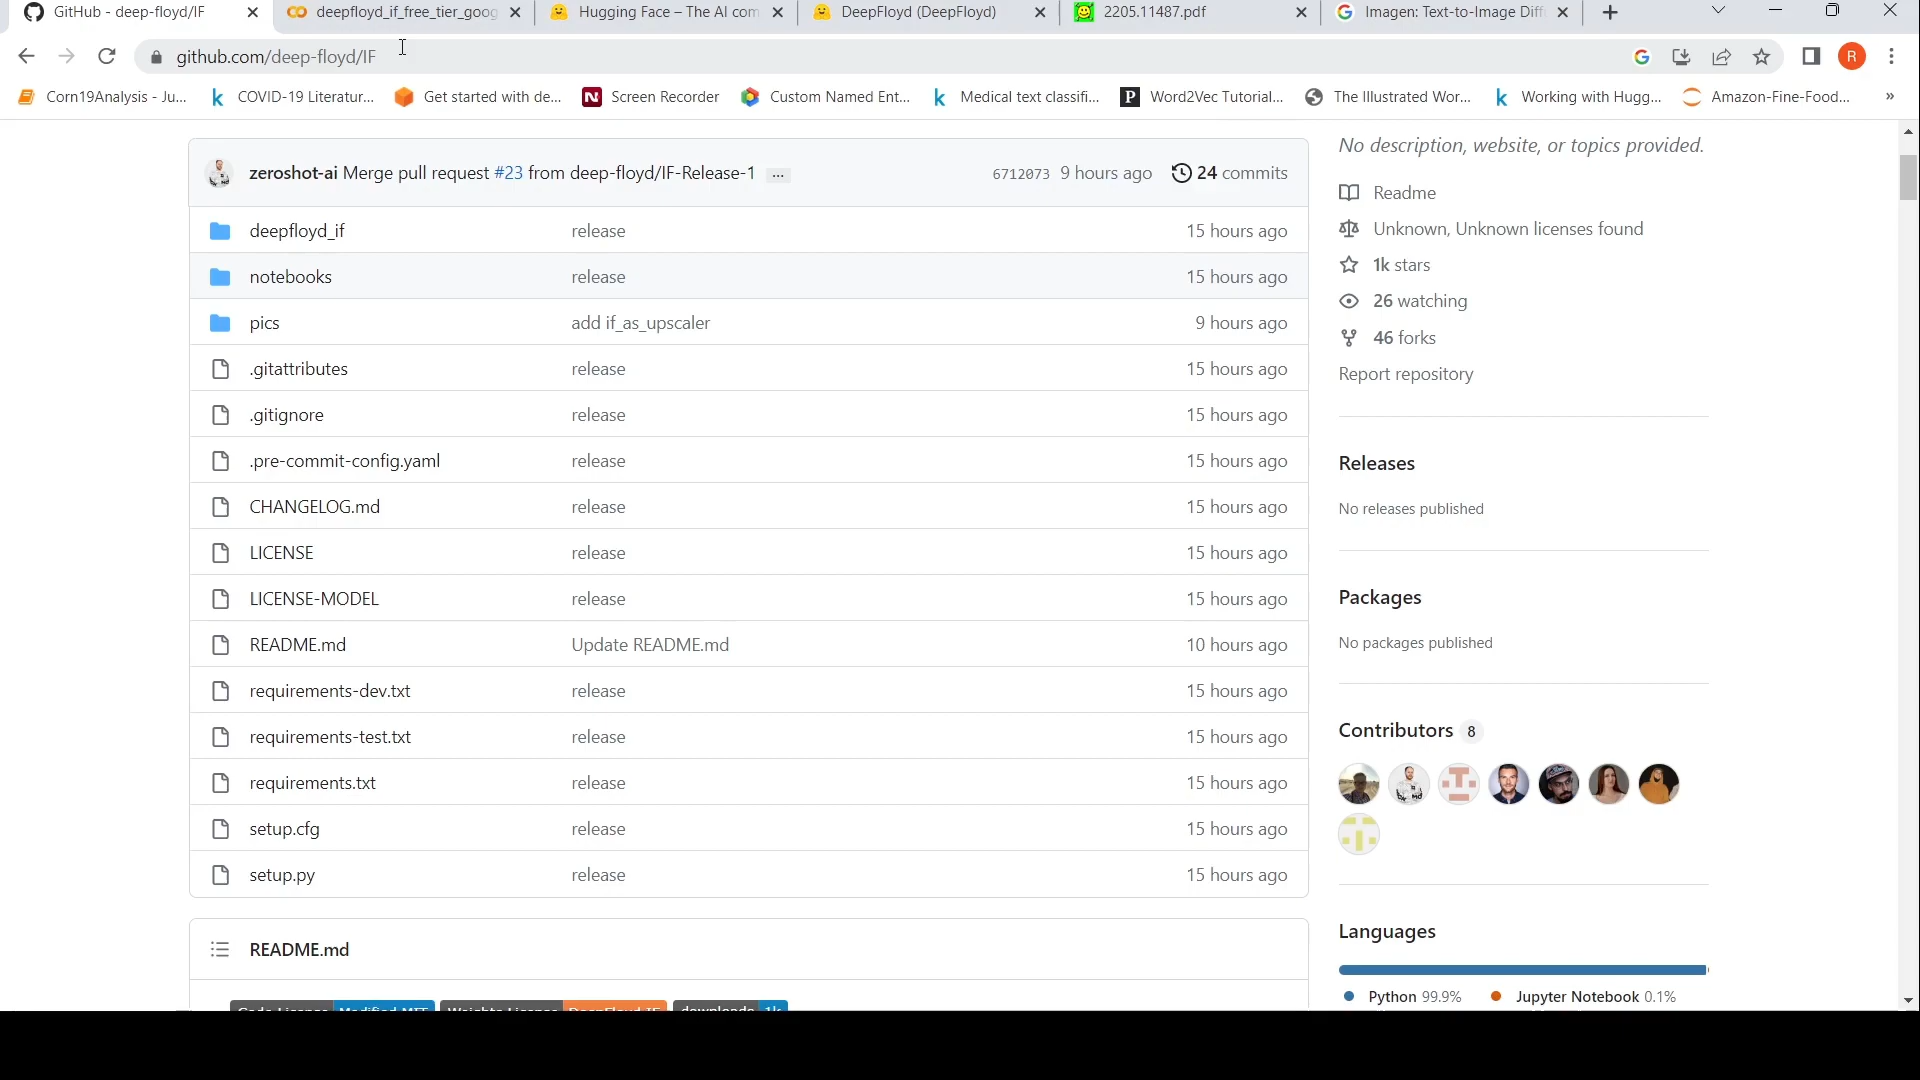 GitHub - deep-floyd/IF
deepfloyd_if_free_tier_goog
Hugging Face – The AI com
DeepFloyd (DeepFloyd)
2205.11487.pdf
Imagen: Text-to-Image Diff
github.com/deep-floyd/IF
R
Corn19Analysis - Ju...
COVID-19 Literatur...
Get started with de...
Screen Recorder
Custom Named Ent...
Medical text classifi...
Word2Vec Tutorial...
The Illustrated Wor...
Working with Hugg...
Amazon-Fine-Food...
»
zeroshot-ai Merge pull request #23 from deep-floyd/IF-Release-1 ... 6712073 9 hours ago 24 commits
deepfloyd_if release 15 hours ago
notebooks release 15 hours ago
pics add if_as_upscaler 9 hours ago
.gitattributes release 15 hours ago
.gitignore release 15 hours ago
.pre-commit-config.yaml release 15 hours ago
CHANGELOG.md release 15 hours ago
LICENSE release 15 hours ago
LICENSE-MODEL release 15 hours ago
README.md Update README.md 10 hours ago
requirements-dev.txt release 15 hours ago
requirements-test.txt release 15 hours ago
requirements.txt release 15 hours ago
setup.cfg release 15 hours ago
setup.py release 15 hours ago
README.md
Code License Modified MIT Weights License DeepFloyd IF downloads 1k
No description, website, or topics provided.
Readme
Unknown, Unknown licenses found
1k stars
26 watching
46 forks
Report repository
Releases
No releases published
Packages
No packages published
Contributors 8
Languages
Python 99.9% Jupyter Notebook 0.1%